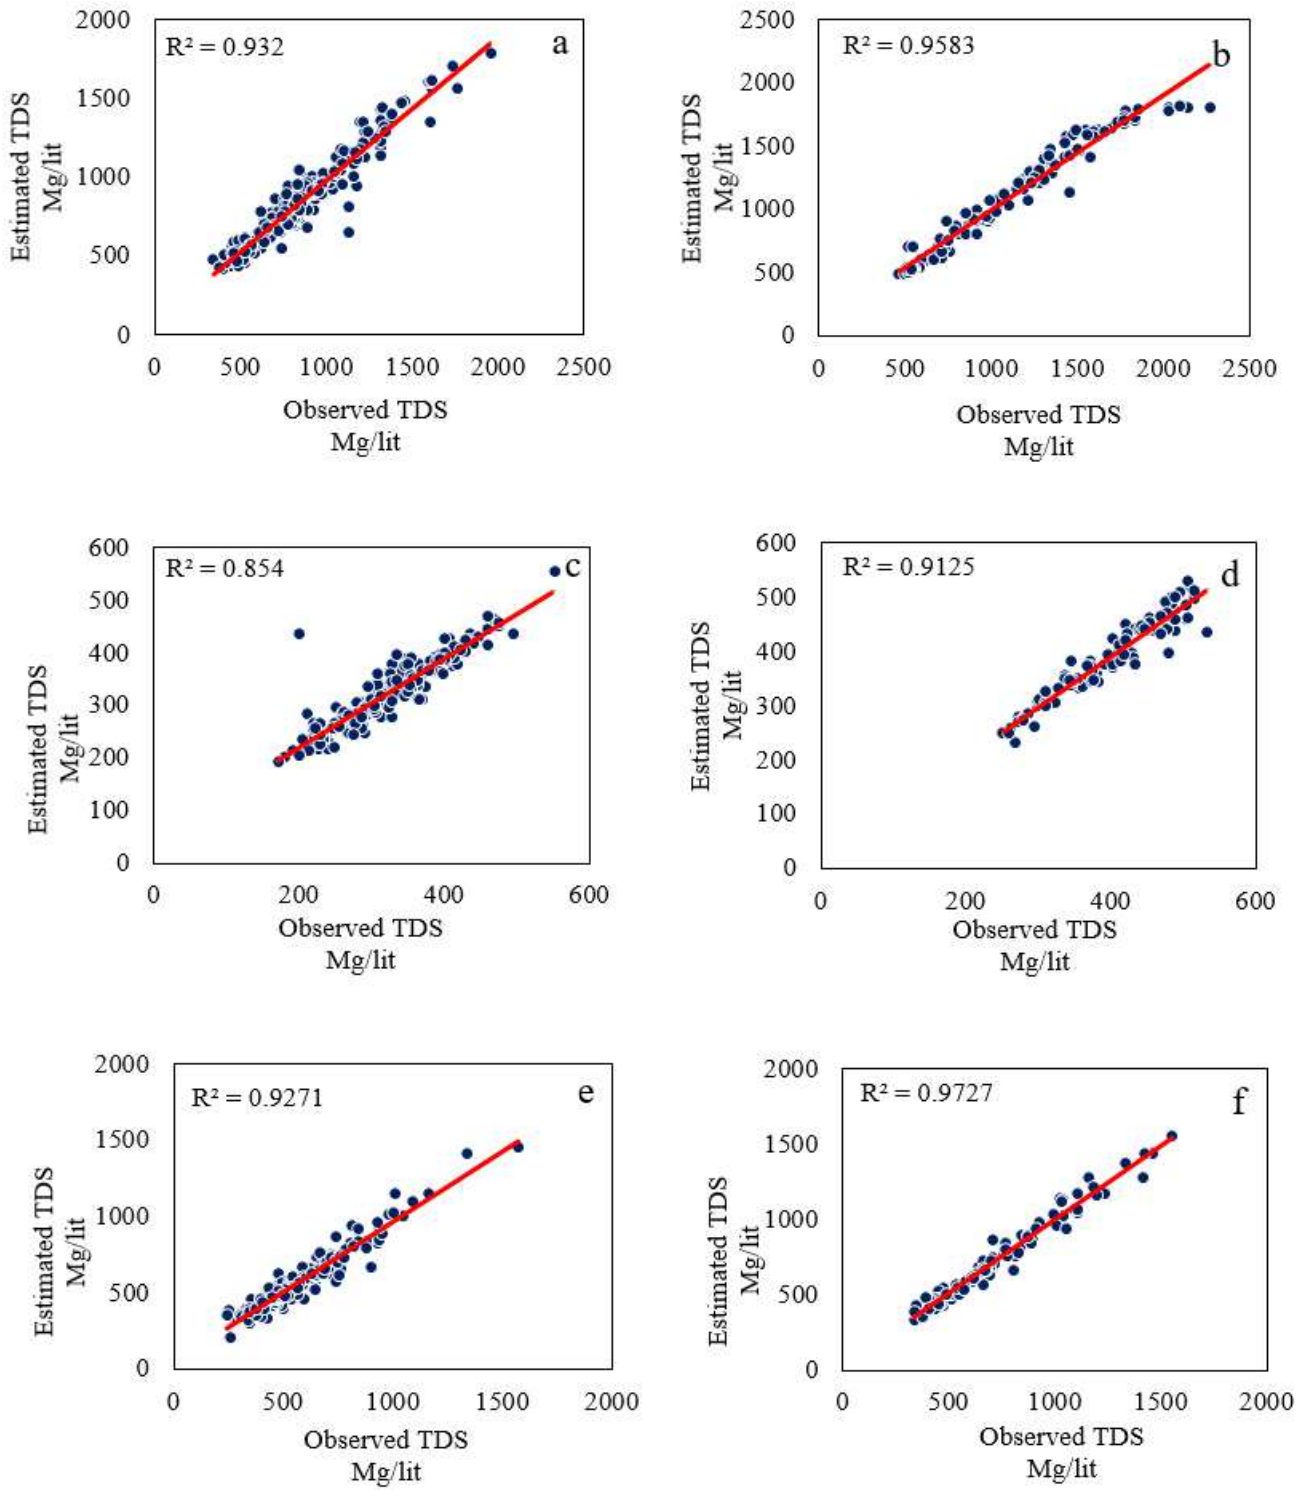 2000
R² = 0.932
a
1500
1000
500
0
Estimated TDS
Mg/lit
0 500 1000 1500 2000 2500
Observed TDS
Mg/lit
2500
R² = 0.9583
b
2000
1500
1000
500
0
Estimated TDS
Mg/lit
0 500 1000 1500 2000 2500
Observed TDS
Mg/lit
600
R² = 0.854
c
500
400
300
200
100
0
Estimated TDS
Mg/lit
0 200 400 600
Observed TDS
Mg/lit
600
R² = 0.9125
d
500
400
300
200
100
0
Estimated TDS
Mg/lit
0 200 400 600
Observed TDS
Mg/lit
2000
R² = 0.9271
e
1500
1000
500
0
Estimated TDS
Mg/lit
0 500 1000 1500 2000
Observed TDS
Mg/lit
2000
R² = 0.9727
f
1500
1000
500
0
Estimated TDS
Mg/lit
0 500 1000 1500 2000
Observed TDS
Mg/lit